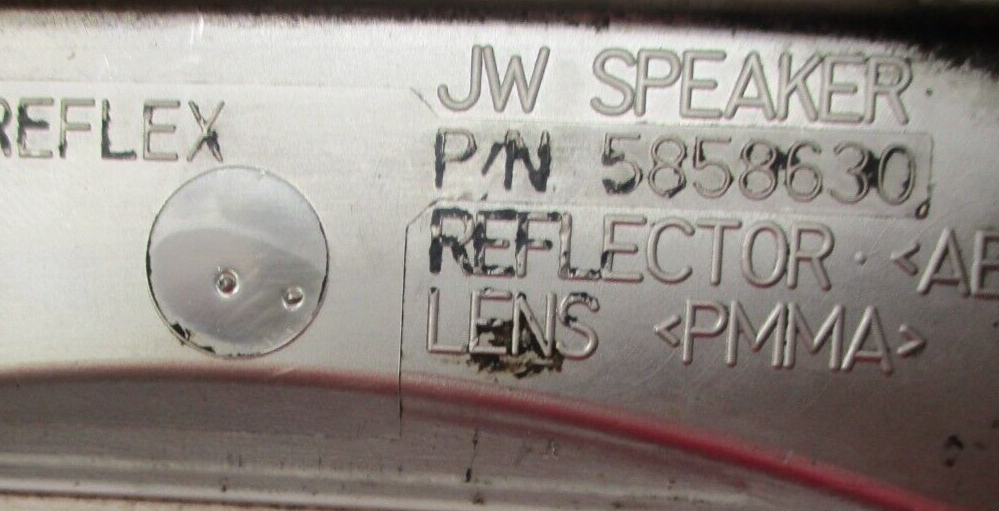 JW SPEAKER
REFLEX
P/N 5858630
REFLECTOR · <AB
LENS <PMMA>